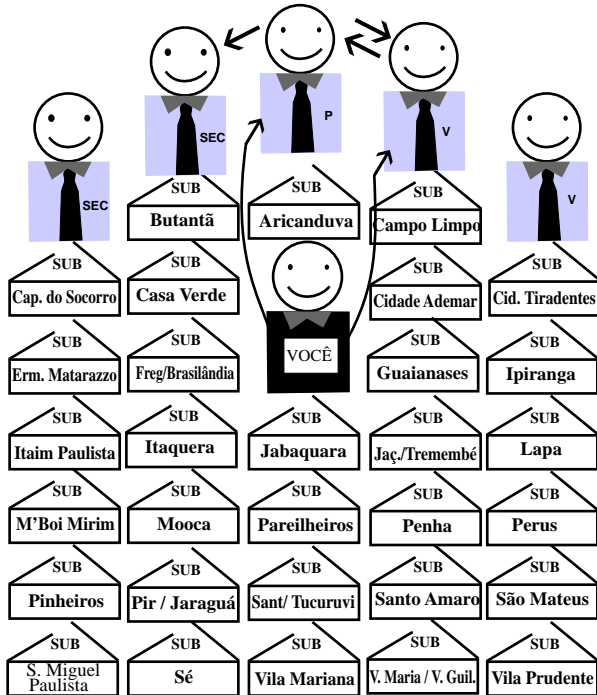 P
SEC
V
SEC
V
SUB
Butantã
SUB
Aricanduva
SUB
Campo Limpo
SUB
Cap. do Socorro
SUB
Casa Verde
VOCÊ
SUB
Cidade Ademar
SUB
Cid. Tiradentes
SUB
Erm. Matarazzo
SUB
Freg/Brasilândia
SUB
Guaianases
SUB
Ipiranga
SUB
Itaim Paulista
SUB
Itaquera
SUB
Jabaquara
SUB
Jaç./Tremembé
SUB
Lapa
SUB
M'Boi Mirim
SUB
Mooca
SUB
Pareilheiros
SUB
Penha
SUB
Perus
SUB
Pinheiros
SUB
Pir / Jaraguá
SUB
Sant/ Tucuruvi
SUB
Santo Amaro
SUB
São Mateus
SUB
S. Miguel
Paulista
SUB
Sé
SUB
Vila Mariana
SUB
V. Maria / V. Guil.
SUB
Vila Prudente